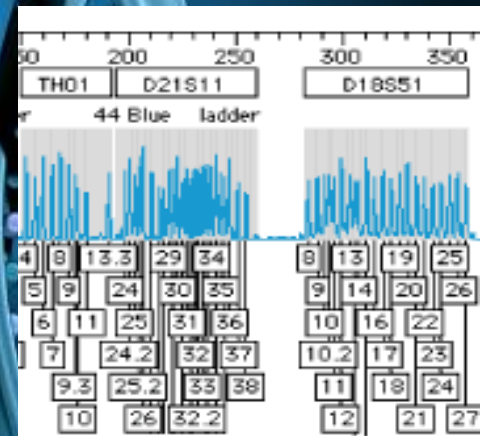 200 250 300 350
TH01 D21S11 D18S51
44 Blue ladder
4 8 13.3 29 34 8 13 19 25
5 9 24 30 35 9 14 20 26
6 11 25 31 36 10 16 22
7 24.2 32 37 10.2 17 23
9.3 25.2 33 38 11 18 24
10 26 32.2 12 21 27